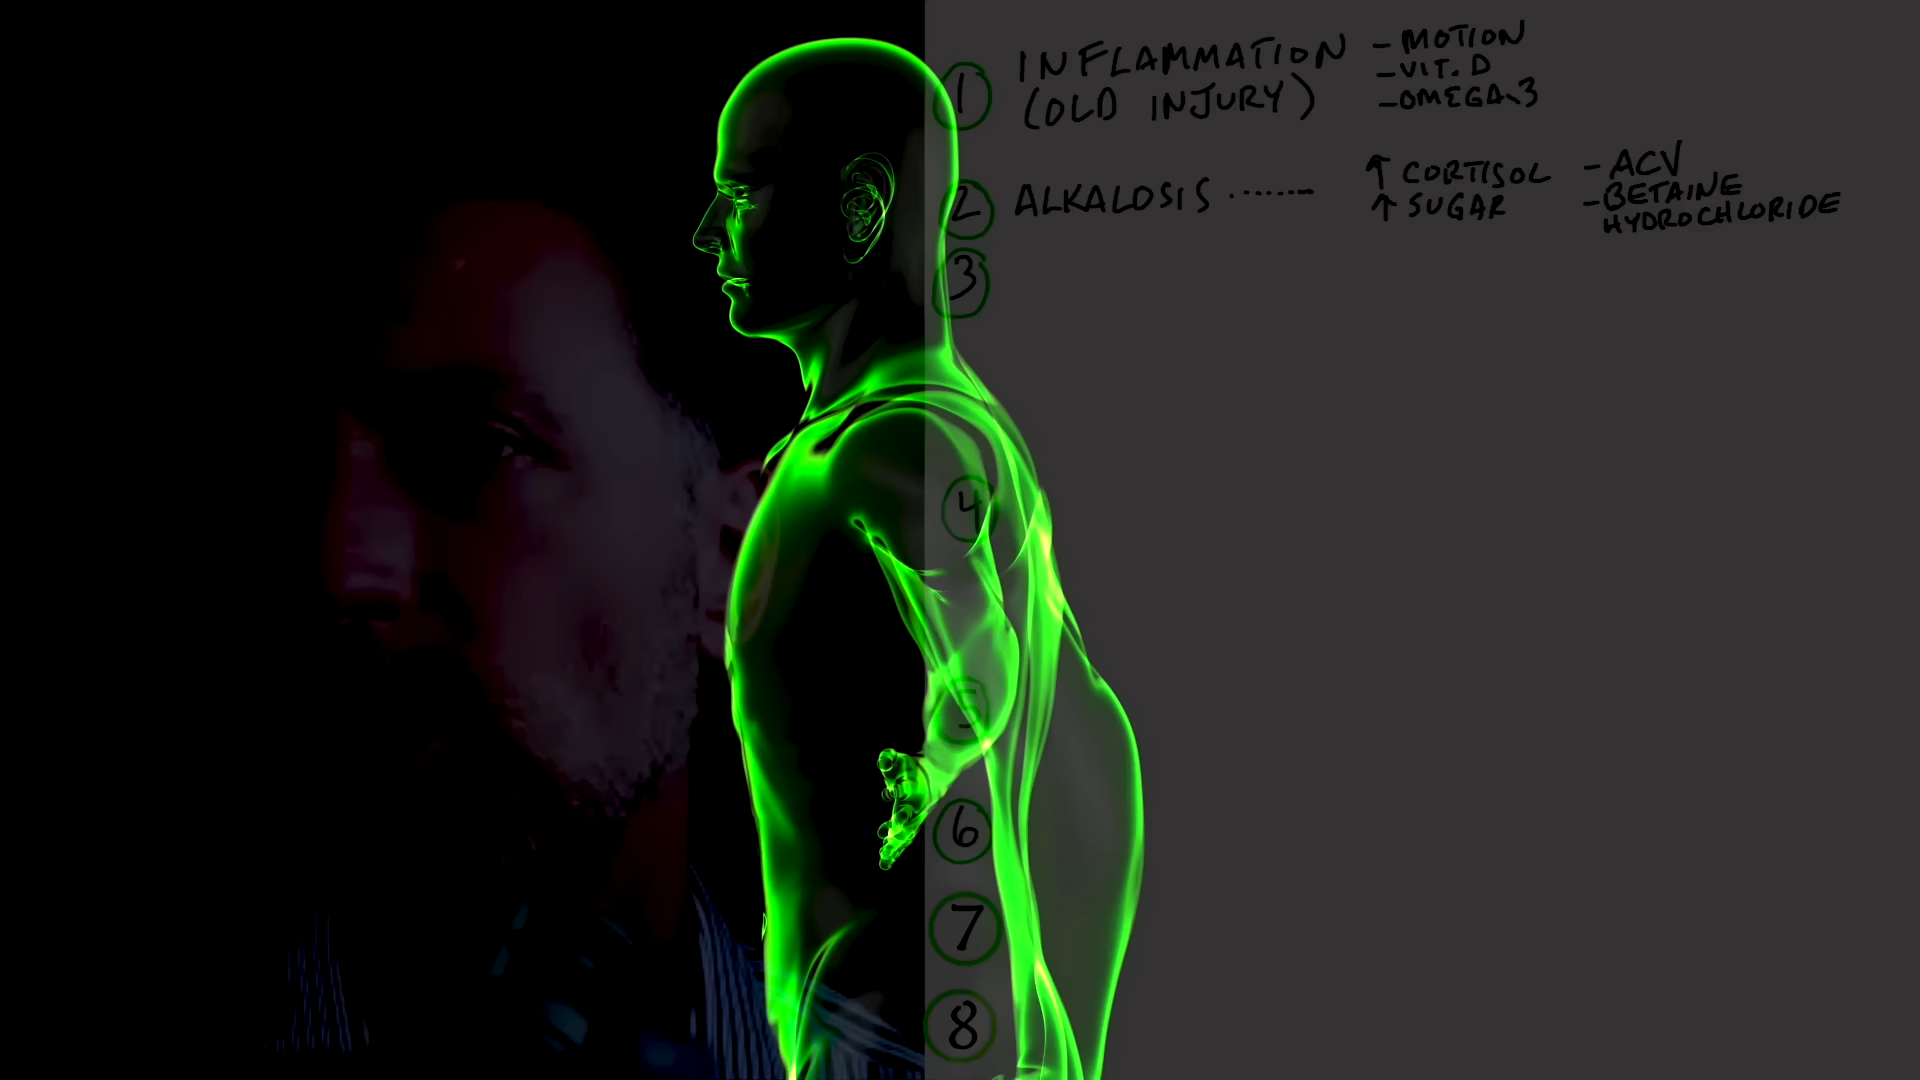 1 INFLAMMATION - MOTION
(OLD INJURY) - VIT. D
- OMEGA-3
2 ALKALOSIS ....... ↑ CORTISOL - ACV
↑ SUGAR - BETAINE
HYDROCHLORIDE
3
4
5
6
7
8